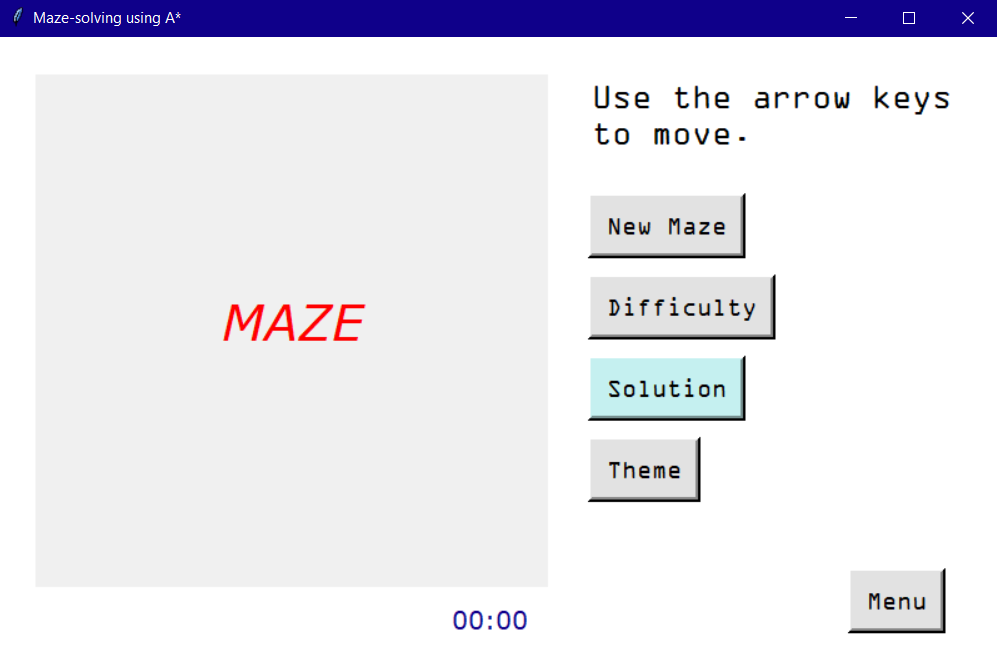 Maze-solving using A*
Use the arrow keys
to move.
New Maze
Difficulty
MAZE
Solution
Theme
Menu
00:00